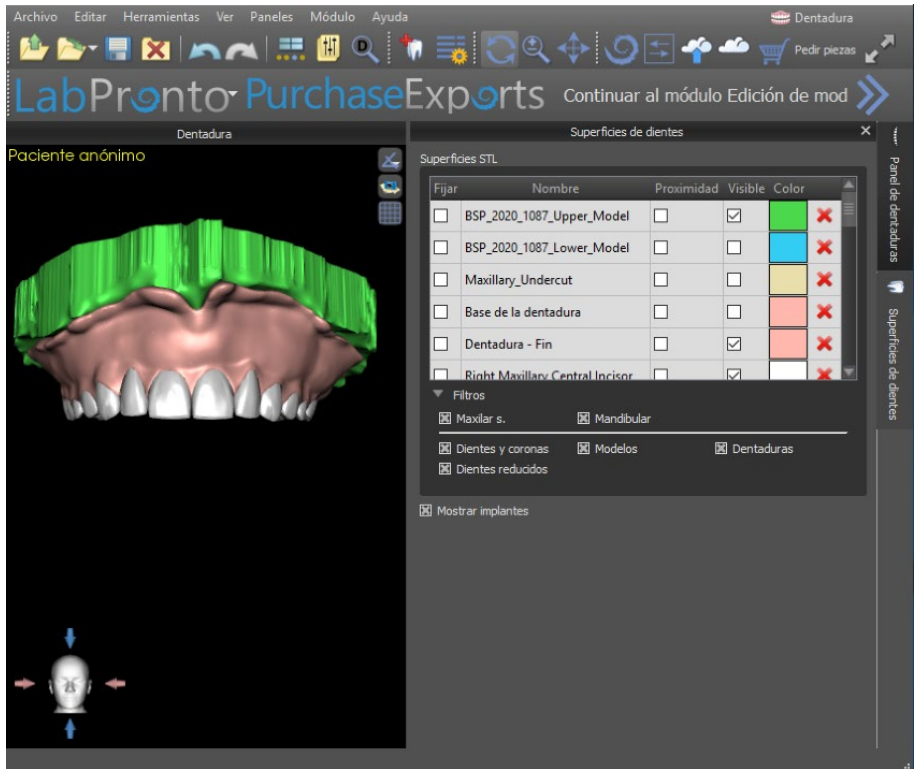 Archivo Editar Herramientas Ver Paneles Módulo Ayuda
Dentadura
D
Pedir piezas
LabPronto PurchaseExports Continuar al módulo Edición de mod
Dentadura
Superficies de dientes
Paciente anónimo
Superficies STL
Fijar Nombre Proximidad Visible Color
BSP_2020_1087_Upper_Model
BSP_2020_1087_Lower_Model
Maxillary_Undercut
Base de la dentadura
Dentadura - Fin
Right Maxillary Central Incisor
Filtros
Maxilar s. Mandibular
Dientes y coronas Modelos Dentaduras
Dientes reducidos
Mostrar implantes
Panel de dentaduras
Superficies de dientes